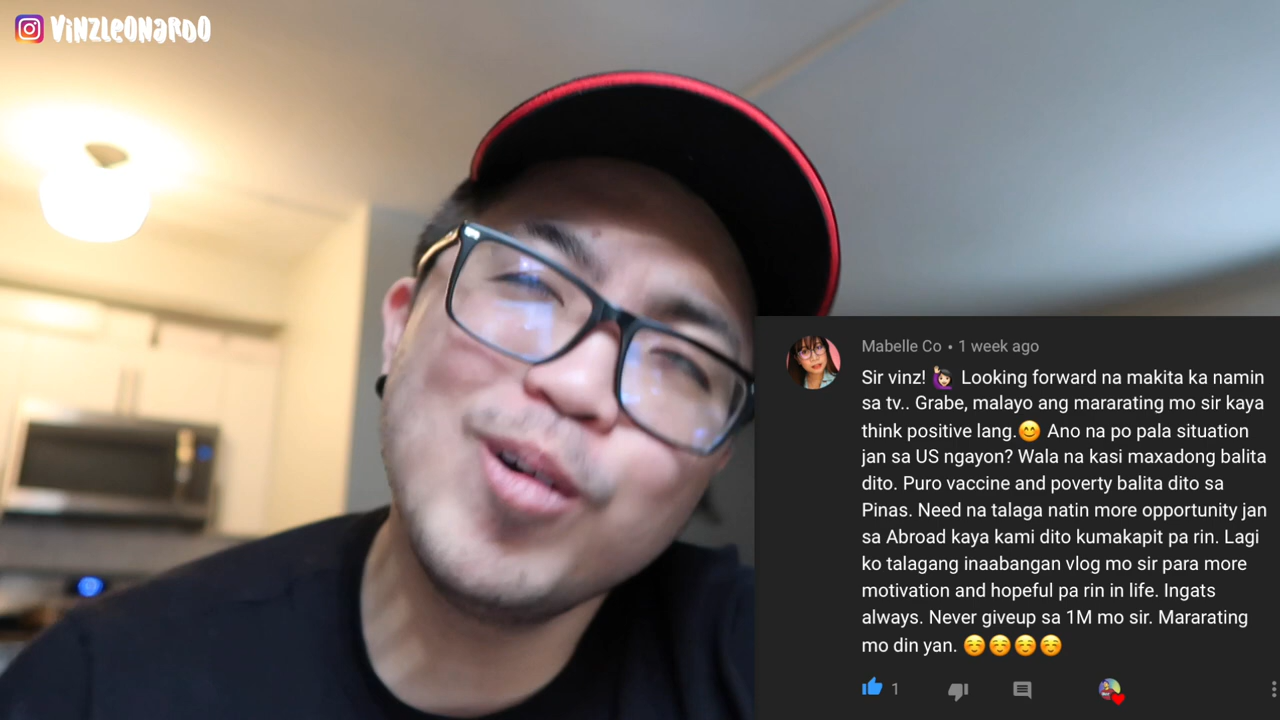 VINZLEONARDO
Mabelle Co • 1 week ago
Sir vinz! 🙋🏻‍♀️ Looking forward na makita ka namin
sa tv.. Grabe, malayo ang mararating mo sir kaya
think positive lang.😊 Ano na po pala situation
jan sa US ngayon? Wala na kasi maxadong balita
dito. Puro vaccine and poverty balita dito sa
Pinas. Need na talaga natin more opportunity jan
sa Abroad kaya kami dito kumakapit pa rin. Lagi
ko talagang inaabangan vlog mo sir para more
motivation and hopeful pa rin in life. Ingats
always. Never giveup sa 1M mo sir. Mararating
mo din yan. ☺️☺️☺️☺️
1